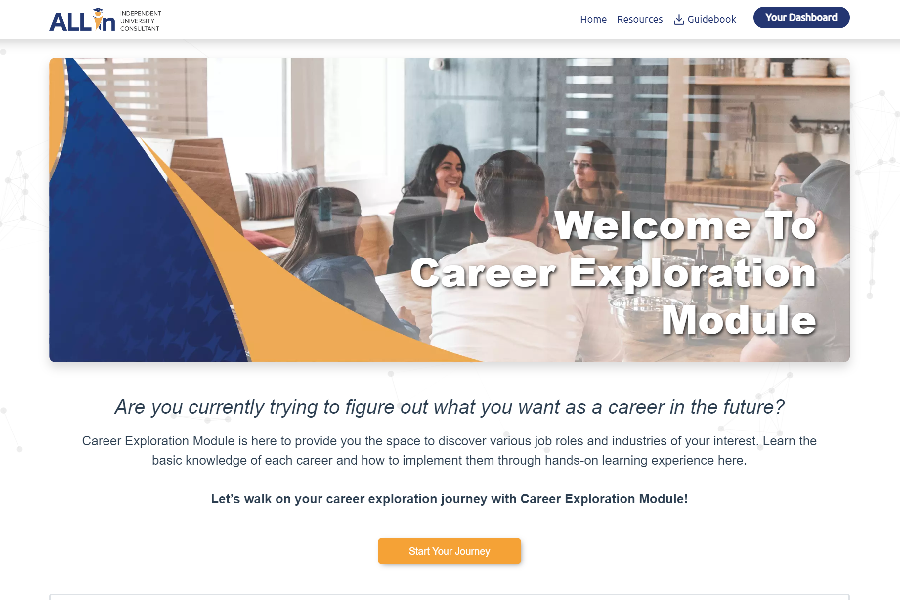 ALL in INDEPENDENT
UNIVERSITY
CONSULTANT
Home Resources Guidebook Your Dashboard
Welcome To
Career Exploration
Module
Are you currently trying to figure out what you want as a career in the future?
Career Exploration Module is here to provide you the space to discover various job roles and industries of your interest. Learn the
basic knowledge of each career and how to implement them through hands-on learning experience here.
Let's walk on your career exploration journey with Career Exploration Module!
Start Your Journey